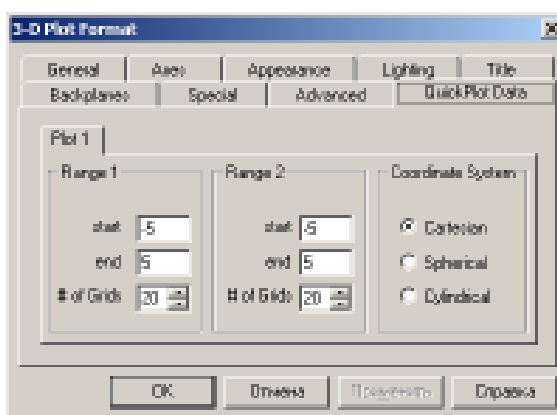 3-D Plot Format
General Axes Appearance Lighting Title
Backplanes Special Advanced QuickPlot Data
Plot 1
Range 1 Range 2 Coordinate System
start -5 start -5 Cartesian
end 5 end 5 Spherical
# of Grids 20 # of Grids 20 Cylindrical
OK Отмена Применить Справка